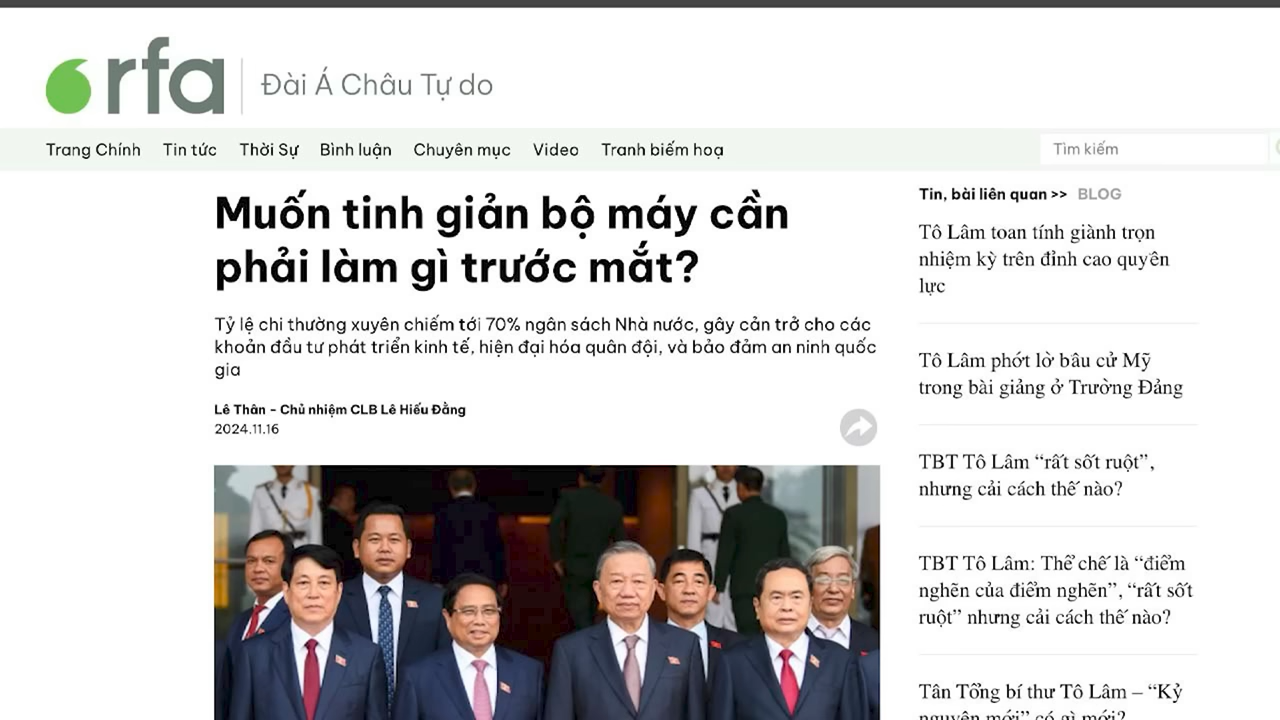 rfa
Đài Á Châu Tự do
Trang Chính Tin tức Thời Sự Bình luận Chuyên mục Video Tranh biếm hoạ
Tìm kiếm
Muốn tinh giản bộ máy cần
phải làm gì trước mắt?
Tỷ lệ chi thường xuyên chiếm tới 70% ngân sách Nhà nước, gây cản trở cho các
khoản đầu tư phát triển kinh tế, hiện đại hóa quân đội, và bảo đảm an ninh quốc
gia
Lê Thân - Chủ nhiệm CLB Lê Hiếu Đằng
2024.11.16
Tin, bài liên quan >> BLOG
Tô Lâm toan tính giành trọn
nhiệm kỳ trên đỉnh cao quyền
lực
Tô Lâm phớt lờ bầu cử Mỹ
trong bài giảng ở Trường Đảng
TBT Tô Lâm “rất sốt ruột”,
nhưng cải cách thế nào?
TBT Tô Lâm: Thể chế là “điểm
nghẽn của điểm nghẽn”, “rất sốt
ruột” nhưng cải cách thế nào?
Tân Tổng bí thư Tô Lâm – “Kỷ
nguyên mới” có gì mới?